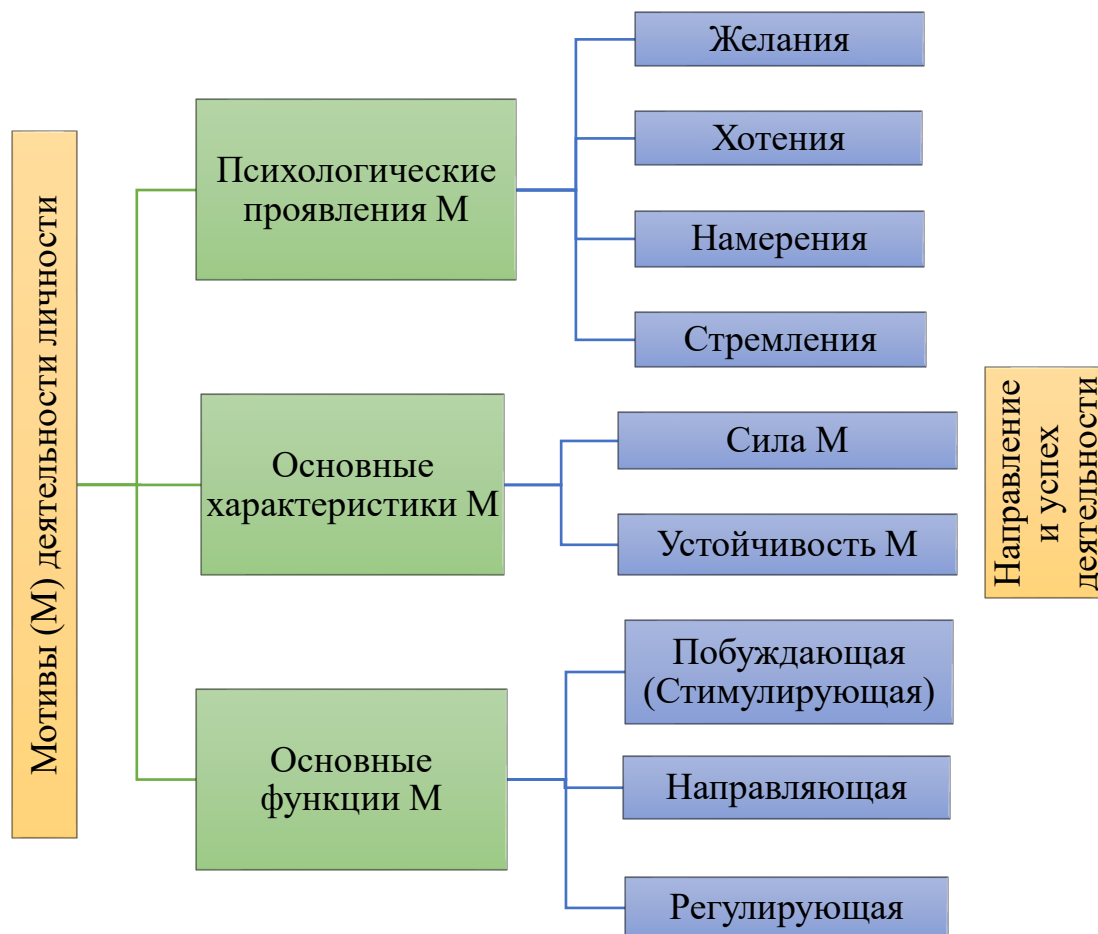 Мотивы (М) деятельности личности
Психологические
проявления М
Желания
Хотения
Намерения
Стремления
Основные
характеристики М
Сила М
Устойчивость М
Основные
функции М
Побуждающая
(Стимулирующая)
Направляющая
Регулирующая
Направление
и успех
деятельности